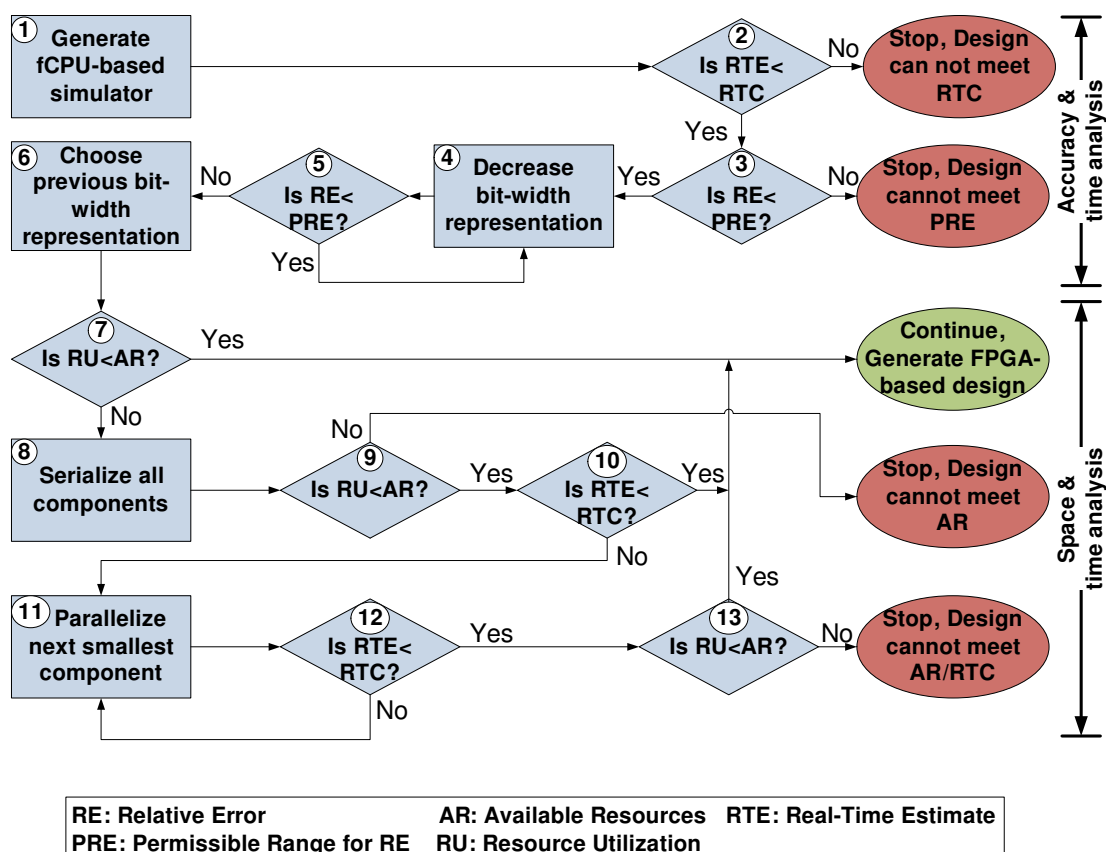 1
Generate
fCPU-based
simulator
2
Is RTE<
RTC
No
Stop, Design
can not meet
RTC
Yes
6
Choose
previous bit-
width
representation
No
5
Is RE<
PRE?
Yes
4
Decrease
bit-width
representation
Yes
3
Is RE<
PRE?
No
Stop, Design
cannot meet
PRE
Accuracy &
time analysis
7
Is RU<AR?
Yes
Continue,
Generate FPGA-
based design
No
8
Serialize all
components
No
9
Is RU<AR?
Yes
10
Is RTE<
RTC?
Yes
Stop, Design
cannot meet
AR
No
Space &
time analysis
11
Parallelize
next smallest
component
12
Is RTE<
RTC?
Yes
No
Yes
13
Is RU<AR?
No
Stop, Design
cannot meet
AR/RTC
RE: Relative Error AR: Available Resources RTE: Real-Time Estimate
PRE: Permissible Range for RE RU: Resource Utilization